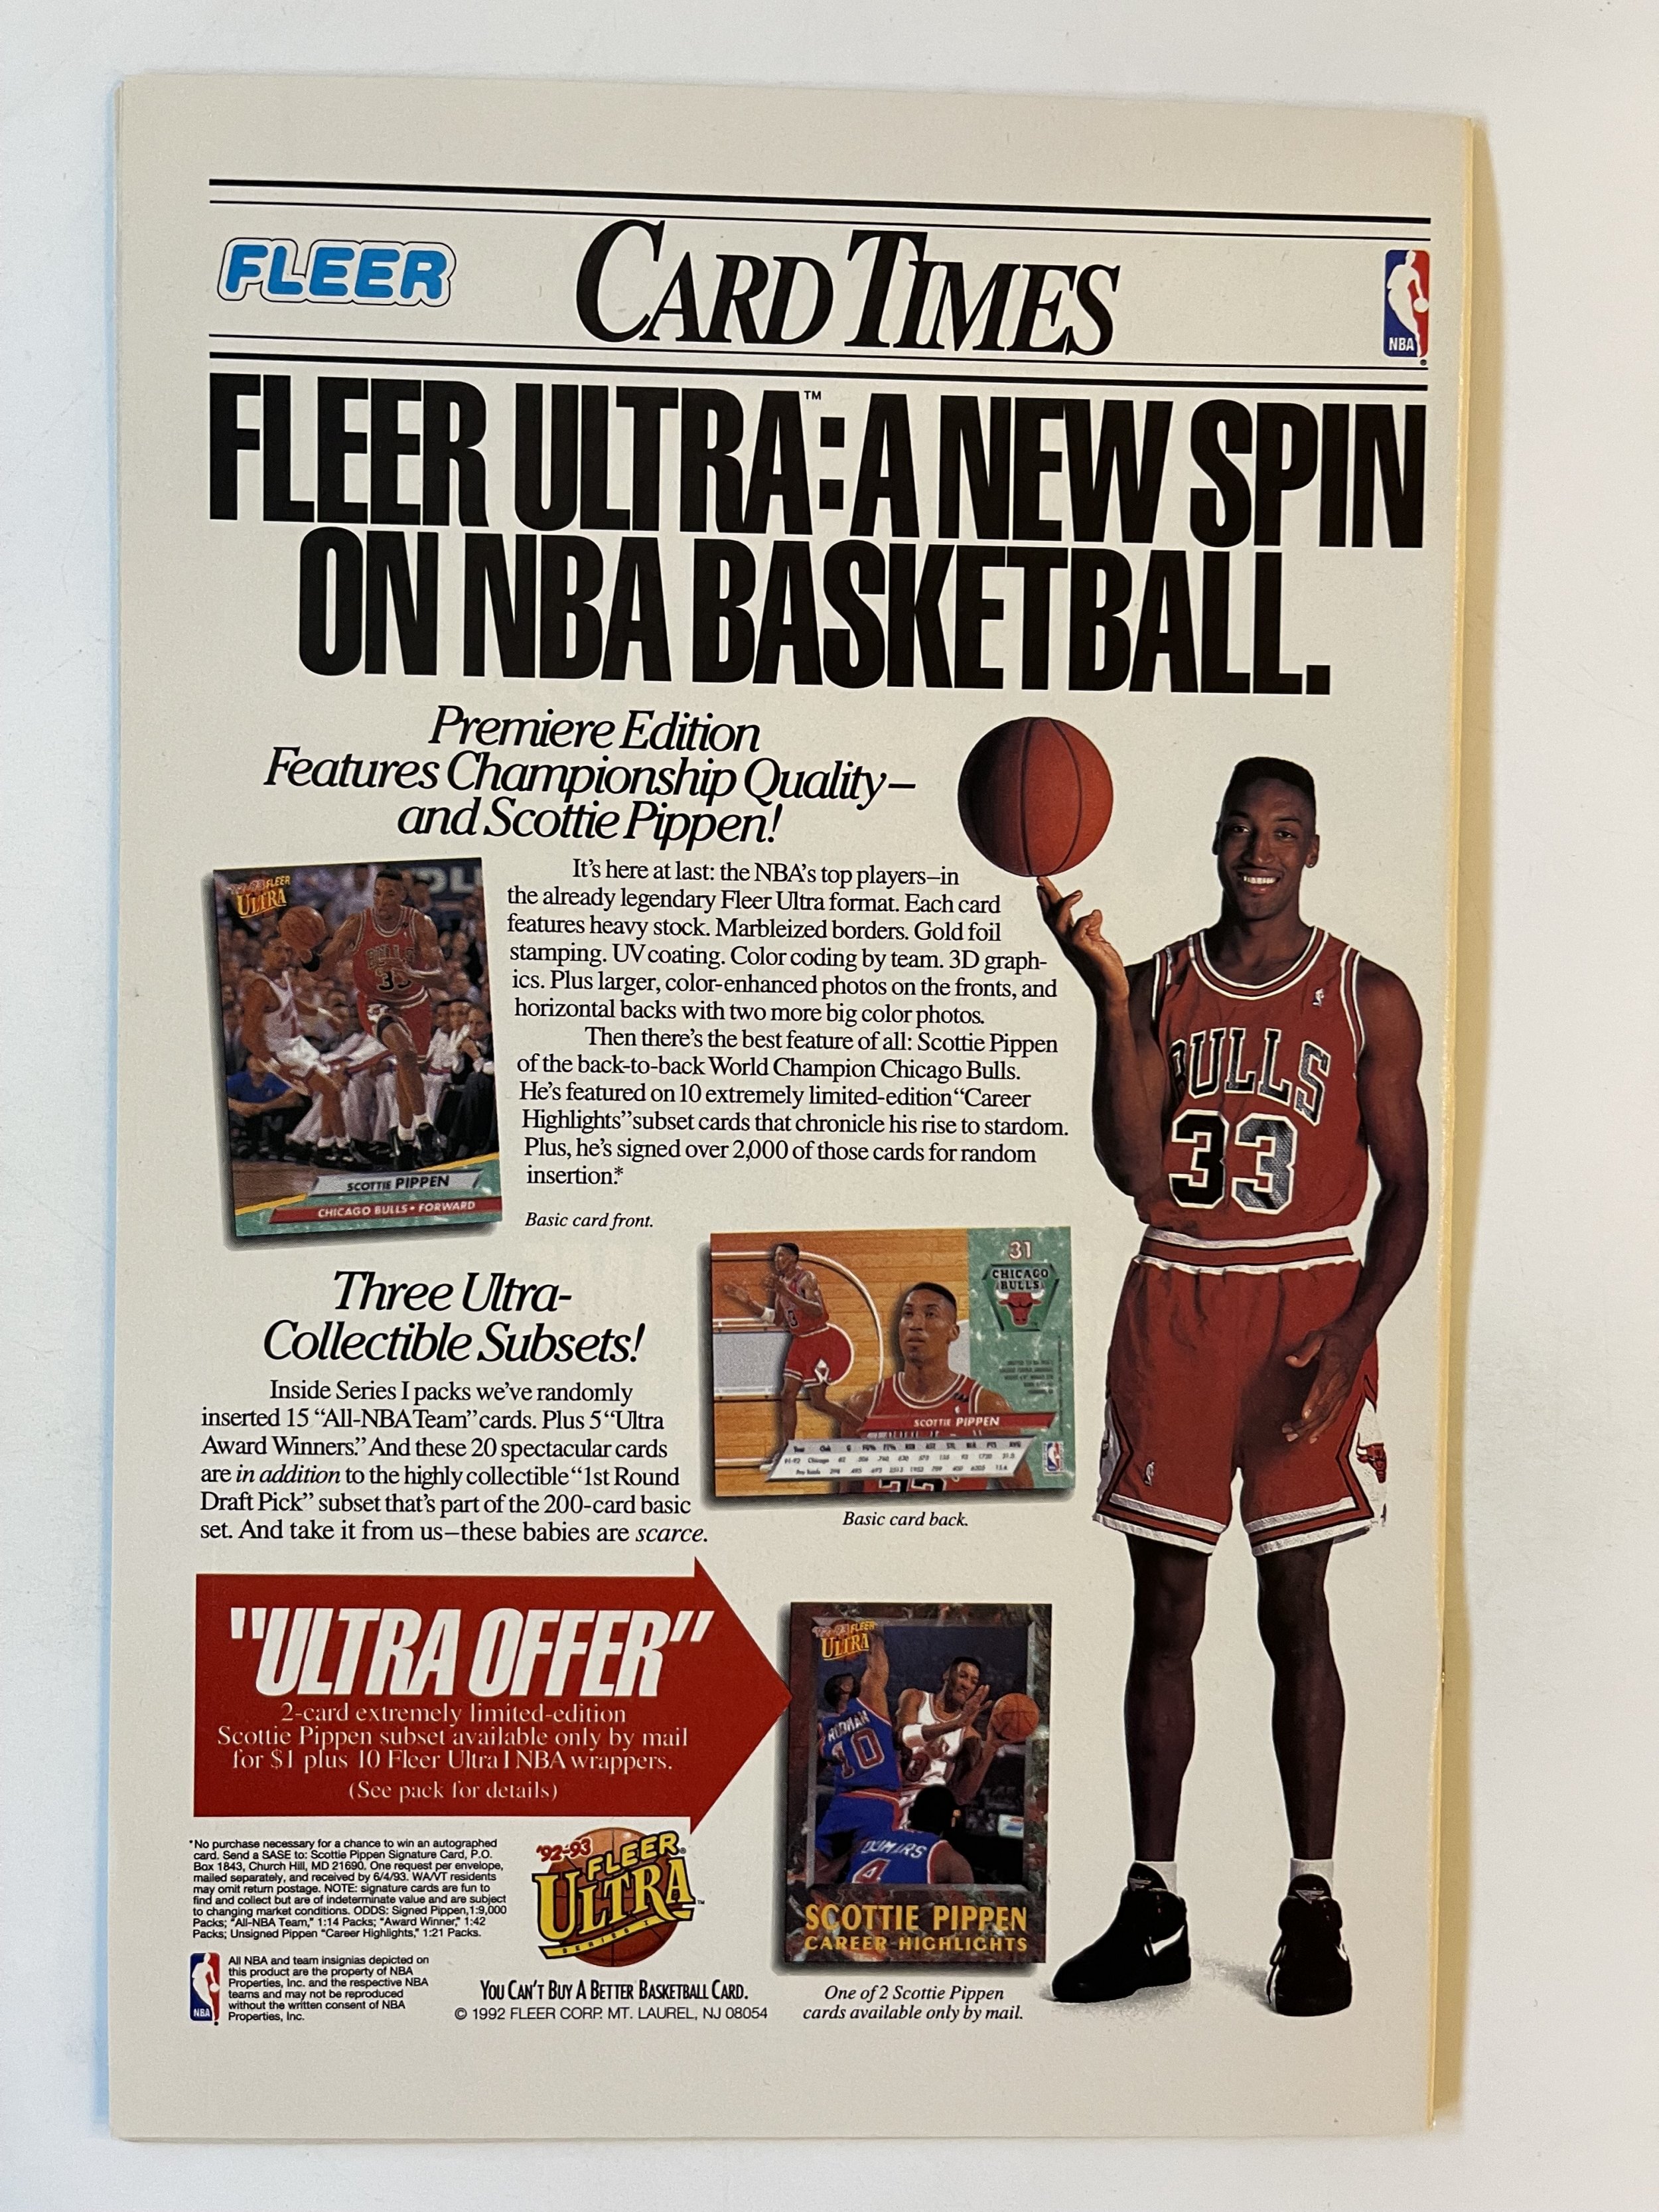 FLEER
CARD TIMES
NBA
FLEER ULTRA™: A NEW SPIN
ON NBA BASKETBALL.
Premiere Edition
Features Championship Quality–
and Scottie Pippen!
It's here at last: the NBA's top players–in
the already legendary Fleer Ultra format. Each card
features heavy stock. Marbleized borders. Gold foil
stamping. UV coating. Color coding by team. 3D graph-
ics. Plus larger, color-enhanced photos on the fronts, and
horizontal backs with two more big color photos.
Then there's the best feature of all: Scottie Pippen
of the back-to-back World Champion Chicago Bulls.
He's featured on 10 extremely limited-edition "Career
Highlights" subset cards that chronicle his rise to stardom.
Plus, he's signed over 2,000 of those cards for random
insertion.*
'92-93 FLEER
ULTRA
BULLS
33
SCOTTIE PIPPEN
CHICAGO BULLS • FORWARD
Basic card front.
BULLS
33
Three Ultra-
Collectible Subsets!
Inside Series I packs we've randomly
inserted 15 "All-NBA Team" cards. Plus 5 "Ultra
Award Winners." And these 20 spectacular cards
are in addition to the highly collectible "1st Round
Draft Pick" subset that's part of the 200-card basic
set. And take it from us–these babies are scarce.
31
CHICAGO
BULLS
SCOTTIE PIPPEN
Basic card back.
"ULTRA OFFER"
2-card extremely limited-edition
Scottie Pippen subset available only by mail
for $1 plus 10 Fleer Ultra I NBA wrappers.
(See pack for details)
'92-93 FLEER
ULTRA
RODMAN
10
DUMARS
4
SCOTTIE PIPPEN
CAREER HIGHLIGHTS
One of 2 Scottie Pippen
cards available only by mail.
*No purchase necessary for a chance to win an autographed
card. Send a SASE to: Scottie Pippen Signature Card, P.O.
Box 1843, Church Hill, MD 21690. One request per envelope,
mailed separately, and received by 6/4/93. WA/VT residents
may omit return postage. NOTE: signature cards are fun to
find and collect but are of indeterminate value and are subject
to changing market conditions. ODDS: Signed Pippen, 1:9,000
Packs; "All-NBA Team," 1:14 Packs; "Award Winner," 1:42
Packs; Unsigned Pippen "Career Highlights," 1:21 Packs.
NBA
All NBA and team insignias depicted on
this product are the property of NBA
Properties, Inc. and the respective NBA
teams and may not be reproduced
without the written consent of NBA
Properties, Inc.
'92-93
FLEER®
ULTRA™
SERIES I
YOU CAN'T BUY A BETTER BASKETBALL CARD.
© 1992 FLEER CORP. MT. LAUREL, NJ 08054